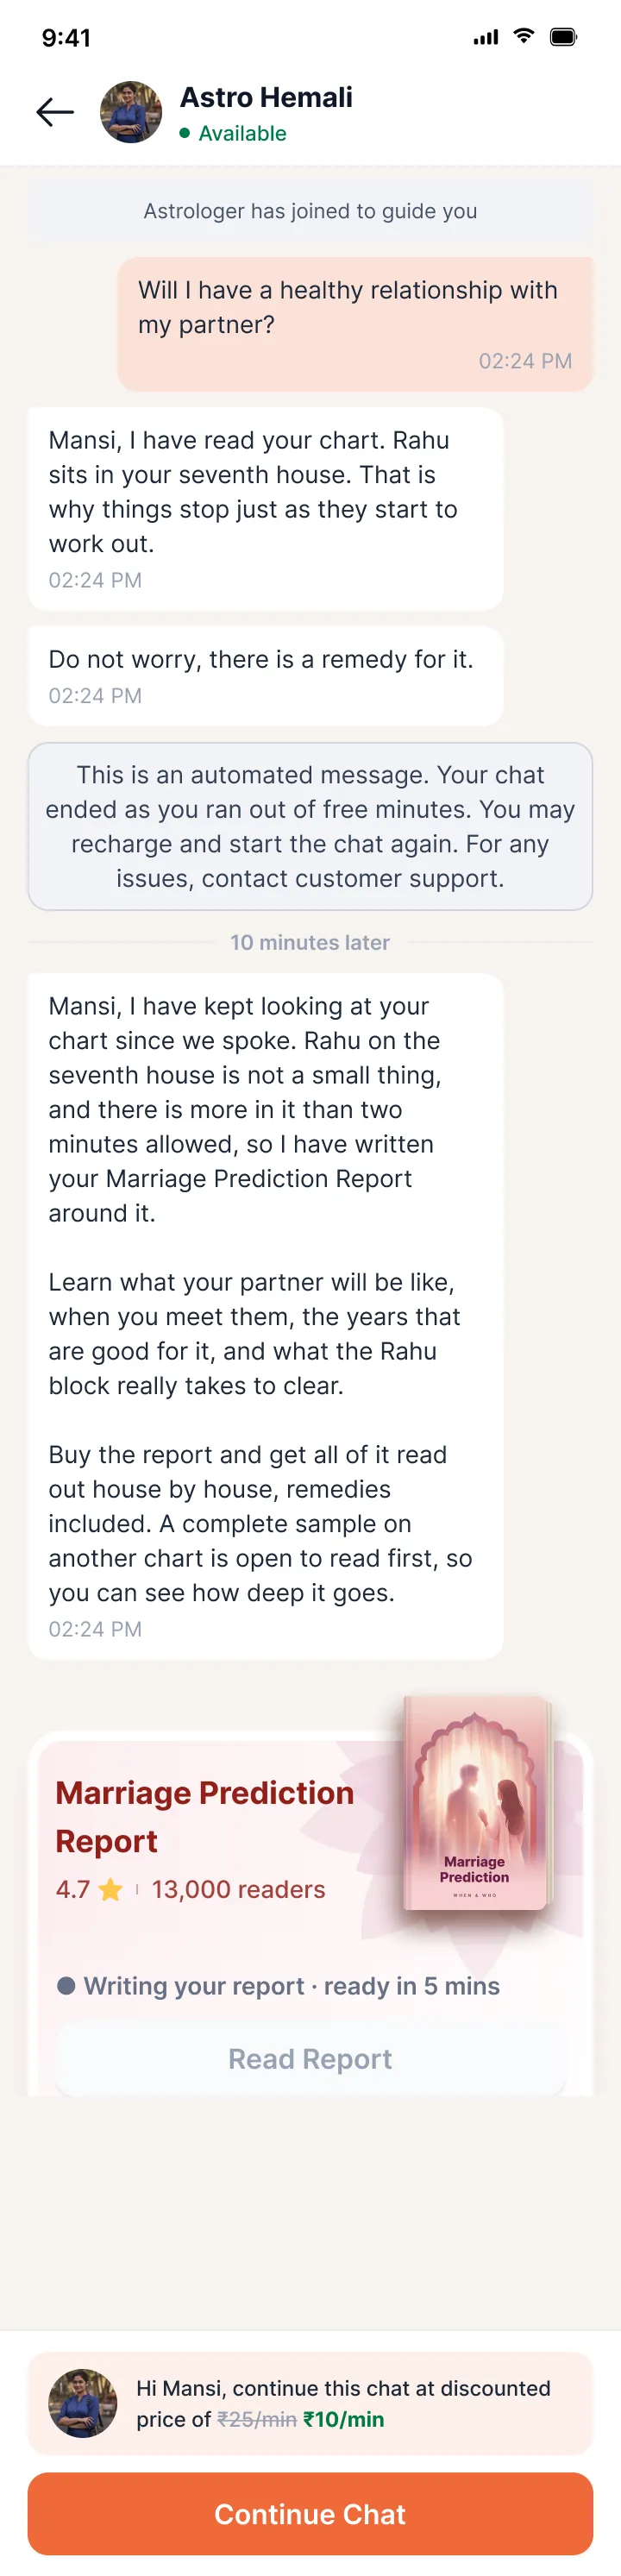 9:41
Astro Hemali
Available
Astrologer has joined to guide you
Will I have a healthy relationship with
my partner?
02:24 PM
Mansi, I have read your chart. Rahu
sits in your seventh house. That is
why things stop just as they start to
work out.
02:24 PM
Do not worry, there is a remedy for it.
02:24 PM
This is an automated message. Your chat
ended as you ran out of free minutes. You may
recharge and start the chat again. For any
issues, contact customer support.
10 minutes later
Mansi, I have kept looking at your
chart since we spoke. Rahu on the
seventh house is not a small thing,
and there is more in it than two
minutes allowed, so I have written
your Marriage Prediction Report
around it.
Learn what your partner will be like,
when you meet them, the years that
are good for it, and what the Rahu
block really takes to clear.
Buy the report and get all of it read
out house by house, remedies
included. A complete sample on
another chart is open to read first, so
you can see how deep it goes.
02:24 PM
Marriage Prediction
Report
4.7 13,000 readers
Marriage
Prediction
WHEN & WHO
Writing your report · ready in 5 mins
Read Report
Hi Mansi, continue this chat at discounted
price of ₹25/min ₹10/min
Continue Chat